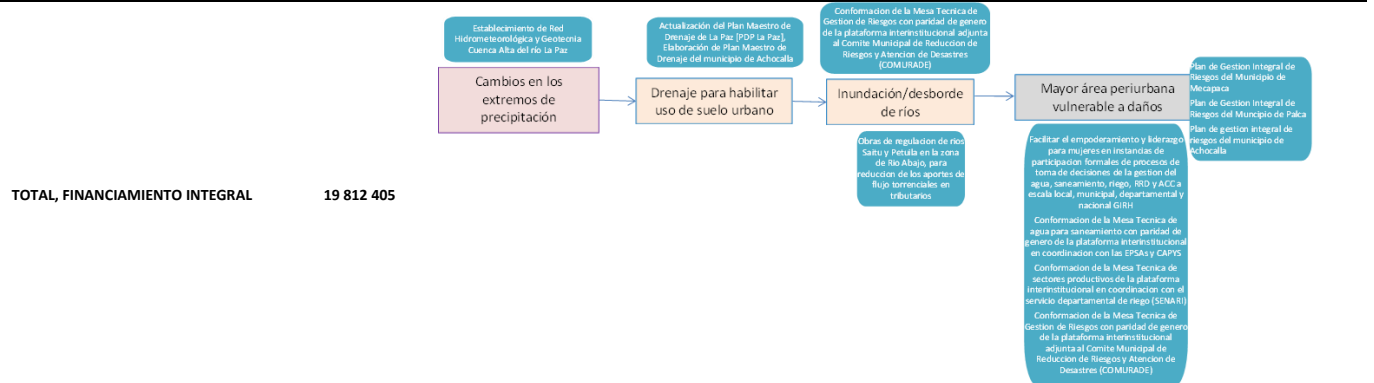 Establecimiento de Red
Hidrometeorológica y Geotecnia
Cuenca Alta del río La Paz
Cambios en los
extremos de
precipitación
Actualización del Plan Maestro de
Drenaje de La Paz [PDP La Paz],
Elaboración de Plan Maestro de
Drenaje del municipio de Achocalla
Drenaje para habilitar
uso de suelo urbano
Conformacion de la Mesa Tecnica de
Gestion de Riesgos con paridad de genero
de la plataforma interinstitucional adjunta
al Comite Municipal de Reduccion de
Riesgos y Atencion de Desastres
(COMURADE)
Inundación/desborde
de ríos
Obras de regulacion de rios
Saitu y Petuila en la zona
de Rio Abajo, para
reduccion de los aportes de
flujo torrenciales en
tributarios
Mayor área periurbana
vulnerable a daños
Plan de Gestion Integral de
Riesgos del Municipio de
Mecapaca
Plan de Gestion Integral de
Riesgos del Muncipio de Palca
Plan de gestion integral de
riesgos del municipio de
Achocalla
Facilitar el empoderamiento y liderazgo
para mujeres en instancias de
participacion formales de procesos de
toma de decisiones de la gestion del
agua, saneamiento, riego, RRD y ACC a
escala local, municipal, departamental y
nacional GIRH
Conformacion de la Mesa Tecnica de
agua para saneamiento con paridad de
genero de la plataforma interinstitucional
en coordinacion con las EPSAs y CAPYS
Conformacion de la Mesa Tecnica de
sectores productivos de la plataforma
interinstitucional en coordinacion con el
servicio departamental de riego (SENARI)
Conformacion de la Mesa Tecnica de
Gestion de Riesgos con paridad de genero
de la plataforma interinstitucional
adjunta al Comite Municipal de
Reduccion de Riesgos y Atencion de
Desastres (COMURADE)
TOTAL, FINANCIAMIENTO INTEGRAL 19 812 405